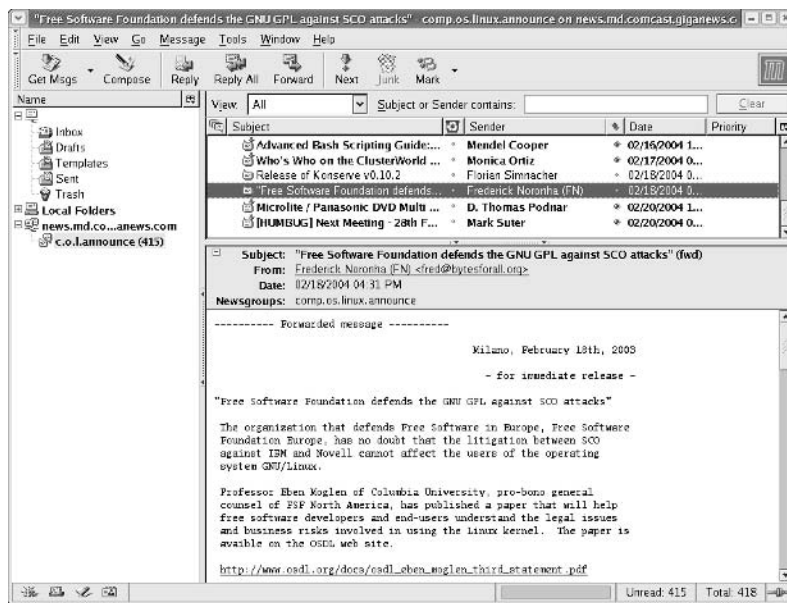 "Free Software Foundation defends the GNU GPL against SCO attacks" - comp.os.linux.announce on news.md.comcast.giganews.c
File Edit View Go Message Tools Window Help
Get Msgs Compose Reply Reply All Forward Next Junk Mark
Name
Inbox
Drafts
Templates
Sent
Trash
Local Folders
news.md.co...anews.com
c.o.l.announce (415)
View: All Subject or Sender contains: Clear
Subject Sender Date Priority
Advanced Bash Scripting Guide:... Mendel Cooper 02/16/2004 1...
Who's Who on the ClusterWorld ... Monica Ortiz 02/17/2004 0...
Release of Konserve v0.10.2 Florian Simnacher 02/18/2004 0...
"Free Software Foundation defends... Frederick Noronha (FN) 02/18/2004 0...
Microlite / Panasonic DVD Multi ... D. Thomas Podnar 02/20/2004 1...
[HUMBUG] Next Meeting - 28th F... Mark Suter 02/20/2004 0...
Subject: "Free Software Foundation defends the GNU GPL against SCO attacks" (fwd)
From: Frederick Noronha (FN) <fred@bytesforall.org>
Date: 02/18/2004 04:31 PM
Newsgroups: comp.os.linux.announce
---------- Forwarded message ----------
Milano, February 18th, 2003
- for immediate release -
"Free Software Foundation defends the GNU GPL against SCO attacks"
The organization that defends Free Software in Europe, Free Software
Foundation Europe, has no doubt that the litigation between SCO
against IBM and Novell cannot affect the users of the operating
system GNU/Linux.
Professor Eben Moglen of Columbia University, pro-bono general
counsel of FSF North America, has published a paper that will help
free software developers and end-users understand the legal issues
and business risks involved in using the Linux kernel. The paper is
avaible on the OSDL web site.
http://www.osdl.org/docs/osdl_eben_moglen_third_statement.pdf
Unread: 415 Total: 418